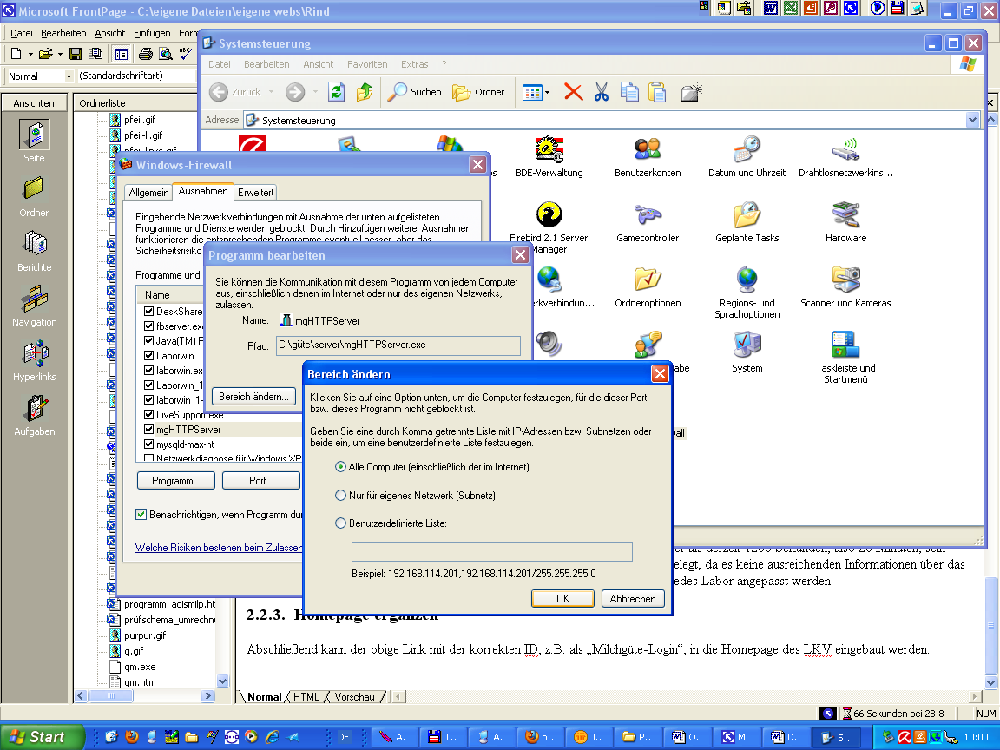 Microsoft FrontPage - C:\eigene Dateien\eigene webs\Rind
Datei Bearbeiten Ansicht Einfügen
Normal (Standardschriftart)
Ansichten
Seite
Ordner
Berichte
Navigation
Hyperlinks
Aufgaben
Ordnerliste
pfeil.gif
pfeil-li.gif
pfeil-links.gif
programm_adismilp.ht
prüfschema_umrechnu
purpur.gif
q.gif
qm.exe
qm.htm
Systemsteuerung
Datei Bearbeiten Ansicht Favoriten Extras ?
Zurück Suchen Ordner
Adresse Systemsteuerung
BDE-Verwaltung Benutzerkonten Datum und Uhrzeit Drahtlosnetzwerkins...
Firebird 2.1 Server Manager Gamecontroller Geplante Tasks Hardware
Ordneroptionen Regions- und Sprachoptionen Scanner und Kameras
System Taskleiste und Startmenü
Windows-Firewall
Allgemein Ausnahmen Erweitert
Eingehende Netzwerkverbindungen mit Ausnahme der unten aufgelisteten
Programme und Dienste werden geblockt. Durch Hinzufügen weiterer Ausnahmen
funktionieren die entsprechenden Programme eventuell besser, aber das
Sicherheitsrisiko
Programme und
Name
DeskShare
fbserver.exe
Java(TM) P
Laborwin
laborwin.ex
Laborwin_1
laborwin_1-
LiveSupport.exe
mgHTTPServer
mysqld-max-nt
Netzwerkdiagnose für Windows XP
Programm... Port...
Benachrichtigen, wenn Programm du
Welche Risiken bestehen beim Zulassen
Programm bearbeiten
Sie können die Kommunikation mit diesem Programm von jedem Computer
aus, einschließlich denen im Internet oder nur des eigenen Netzwerks,
zulassen.
Name: mgHTTPServer
Pfad: C:\güte\server\mgHTTPServer.exe
Bereich ändern...
Bereich ändern
Klicken Sie auf eine Option, um die Computer festzulegen, für die dieser Port
bzw. dieses Programm nicht geblockt ist.
Geben Sie eine durch Komma getrennte Liste mit IP-Adressen bzw. Subnetzen oder
beide ein, um eine benutzerdefinierte Liste festzulegen.
Alle Computer (einschließlich der im Internet)
Nur für eigenes Netzwerk (Subnetz)
Benutzerdefinierte Liste:
Beispiel: 192.168.114.201,192.168.114.201/255.255.255.0
OK Abbrechen
als derzeit 1200 Sekunden, also 20 Minuten, sein
elegt, da es keine ausreichenden Informationen über das
edes Labor angepasst werden.
2.2.3. Homepage ergänzen
Abschließend kann der obige Link mit der korrekten ID, z.B. als „Milchgüte-Login“, in die Homepage des LKV eingebaut werden.
Normal HTML Vorschau
66 Sekunden bei 28.8 NUM
Start DE A... T... A... n... J... P... O... M... D... S... 10:00